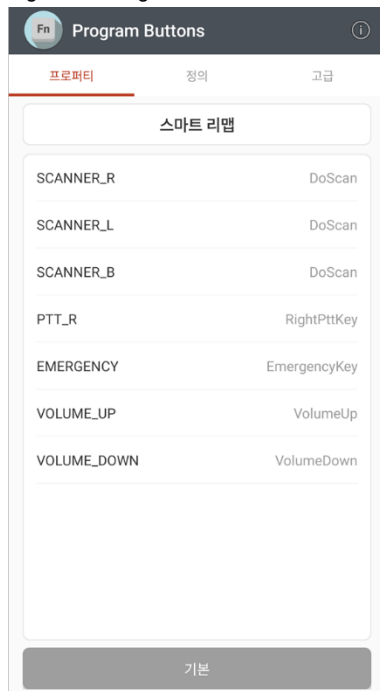 Fn Program Buttons
프로퍼티 정의 고급
스마트 리맵
SCANNER_R DoScan
SCANNER_L DoScan
SCANNER_B DoScan
PTT_R RightPttKey
EMERGENCY EmergencyKey
VOLUME_UP VolumeUp
VOLUME_DOWN VolumeDown
기본